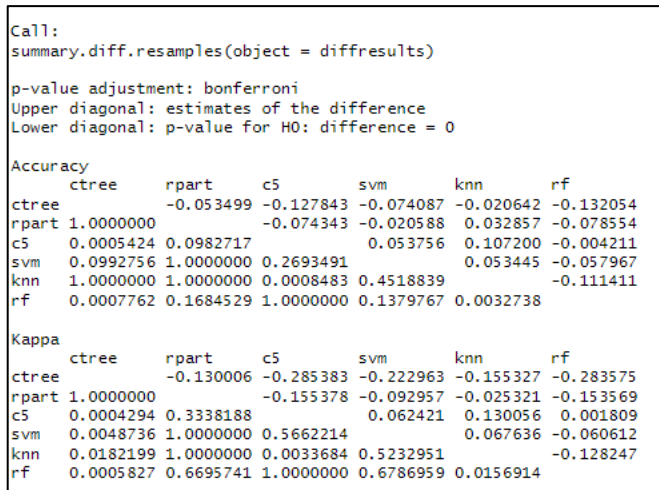 Call:
summary.diff.resamples(object = diffresults)

p-value adjustment: bonferroni
Upper diagonal: estimates of the difference
Lower diagonal: p-value for H0: difference = 0

Accuracy
      ctree     rpart     c5        svm       knn       rf
ctree           -0.053499 -0.127843 -0.074087 -0.020642 -0.132054
rpart 1.0000000           -0.074343 -0.020588  0.032857 -0.078554
c5    0.0005424 0.0982717            0.053756  0.107200 -0.004211
svm   0.0992756 1.0000000 0.2693491            0.053445 -0.057967
knn   1.0000000 1.0000000 0.0008483 0.4518839           -0.111411
rf    0.0007762 0.1684529 1.0000000 0.1379767 0.0032738

Kappa
      ctree     rpart     c5        svm       knn       rf
ctree           -0.130006 -0.285383 -0.222963 -0.155327 -0.283575
rpart 1.0000000           -0.155378 -0.092957 -0.025321 -0.153569
c5    0.0004294 0.3338188            0.062421  0.130056  0.001809
svm   0.0048736 1.0000000 0.5662214            0.067636 -0.060612
knn   0.0182199 1.0000000 0.0033684 0.5232951           -0.128247
rf    0.0005827 0.6695741 1.0000000 0.6786959 0.0156914